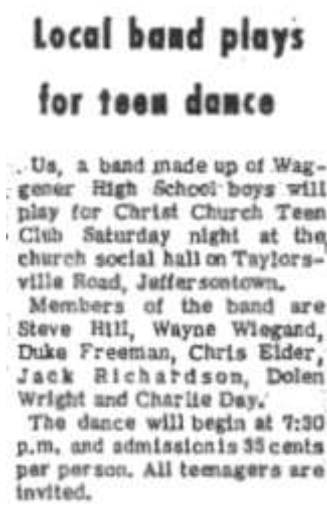 Local band plays
for teen dance
Us, a band made up of Wag-
gener High School boys will
play for Christ Church Teen
Club Saturday night at the
church social hall on Taylors-
ville Road, Jeffersontown.
Members of the band are
Steve Hill, Wayne Wiegand,
Duke Freeman, Chris Elder,
Jack Richardson, Dolen
Wright and Charlie Day.
The dance will begin at 7:30
p.m. and admission is 35 cents
per person. All teenagers are
invited.